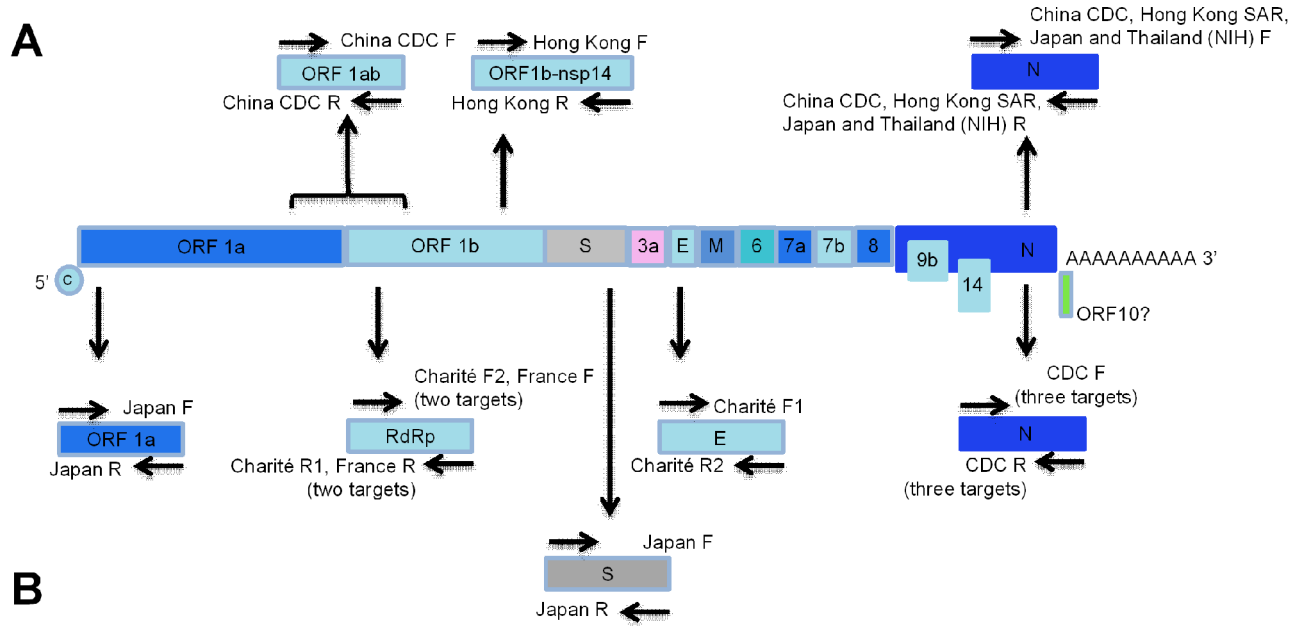 A
China CDC F
ORF 1ab
China CDC R
Hong Kong F
ORF1b-nsp14
Hong Kong R
China CDC, Hong Kong SAR,
Japan and Thailand (NIH) F
N
China CDC, Hong Kong SAR,
Japan and Thailand (NIH) R
5' C
ORF 1a
ORF 1b
S
3a
E
M
6
7a
7b
8
9b
14
N
AAAAAAAAAA 3'
ORF10?
Japan F
ORF 1a
Japan R
Charité F2, France F
(two targets)
RdRp
Charité R1, France R
(two targets)
Charité F1
E
Charité R2
CDC F
(three targets)
N
CDC R
(three targets)
Japan F
S
Japan R
B